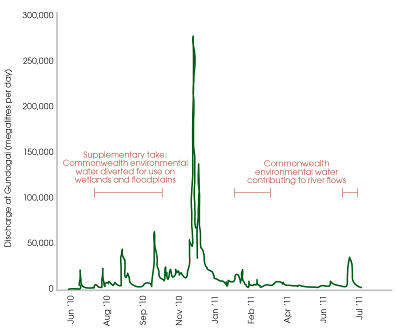 300,000
250,000
200,000
150,000
100,000
50,000
0
Discharge at Gundagai (megalitres per day)
Supplementary take:
Commonwealth environmental
water diverted for use on
wetlands and floodplains
Commonwealth
environmental water
contributing to river flows
Jun '10
Aug '10
Sep '10
Nov '10
Jan '11
Feb '11
Apr '11
Jun '11
Jul '11